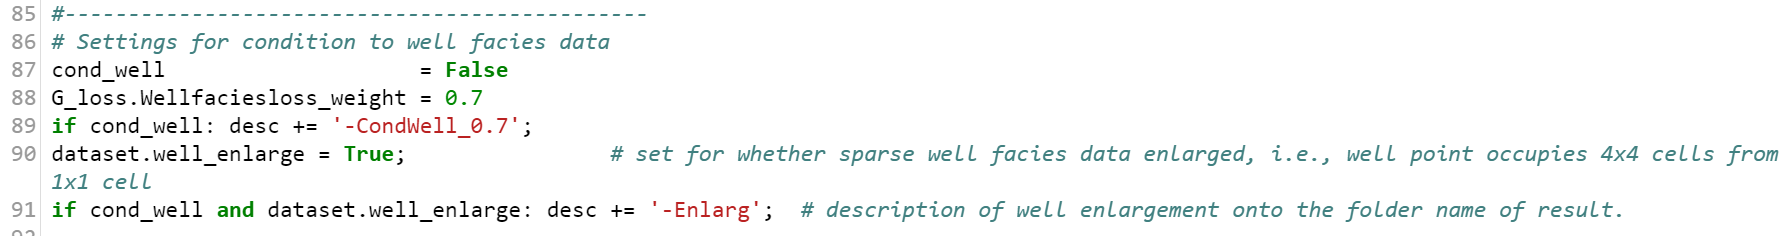 85 #----------------------------------------------
86 # Settings for condition to well facies data
87 cond_well                    = False
88 G_loss.Wellfaciesloss_weight = 0.7
89 if cond_well: desc += '-CondWell_0.7';
90 dataset.well_enlarge = True;                # set for whether sparse well facies data enlarged, i.e., well point occupies 4x4 cells from
1x1 cell
91 if cond_well and dataset.well_enlarge: desc += '-Enlarg';  # description of well enlargement onto the folder name of result.